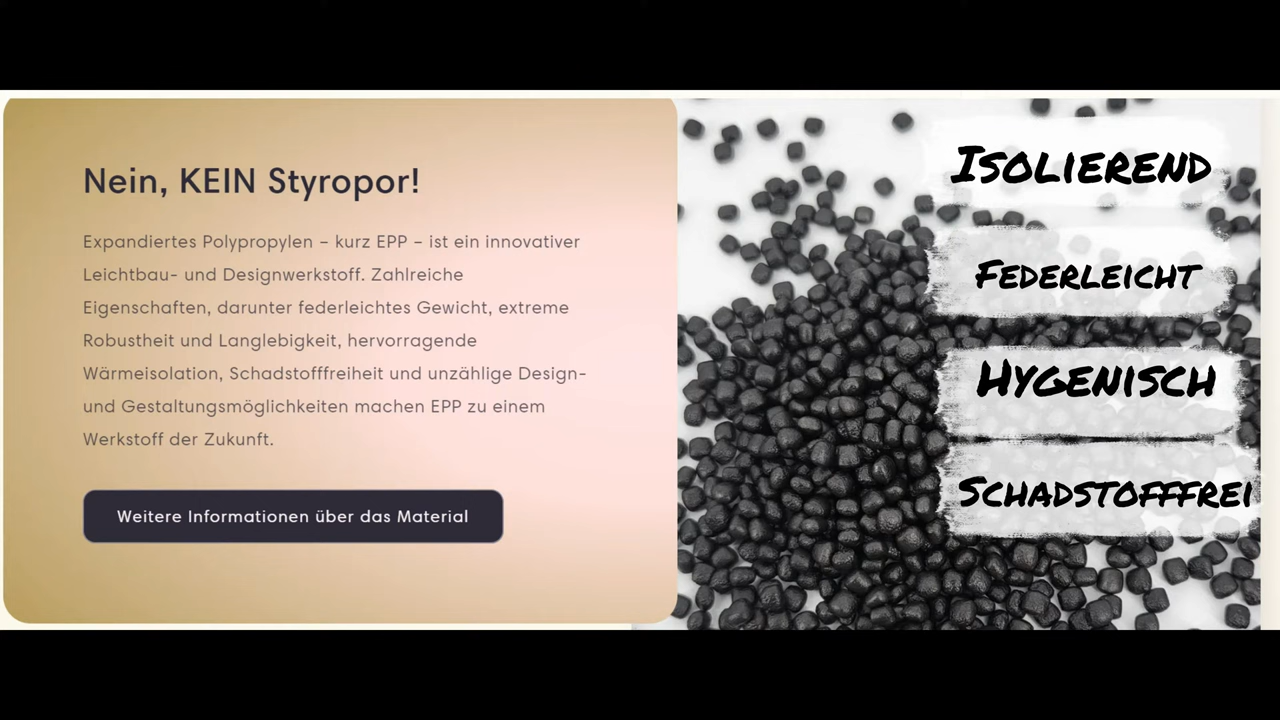 Nein, KEIN Styropor!
Expandiertes Polypropylen – kurz EPP – ist ein innovativer
Leichtbau- und Designwerkstoff. Zahlreiche
Eigenschaften, darunter federleichtes Gewicht, extreme
Robustheit und Langlebigkeit, hervorragende
Wärmeisolation, Schadstofffreiheit und unzählige Design-
und Gestaltungsmöglichkeiten machen EPP zu einem
Werkstoff der Zukunft.
Weitere Informationen über das Material
Isolierend
Federleicht
Hygenisch
Schadstofffrei